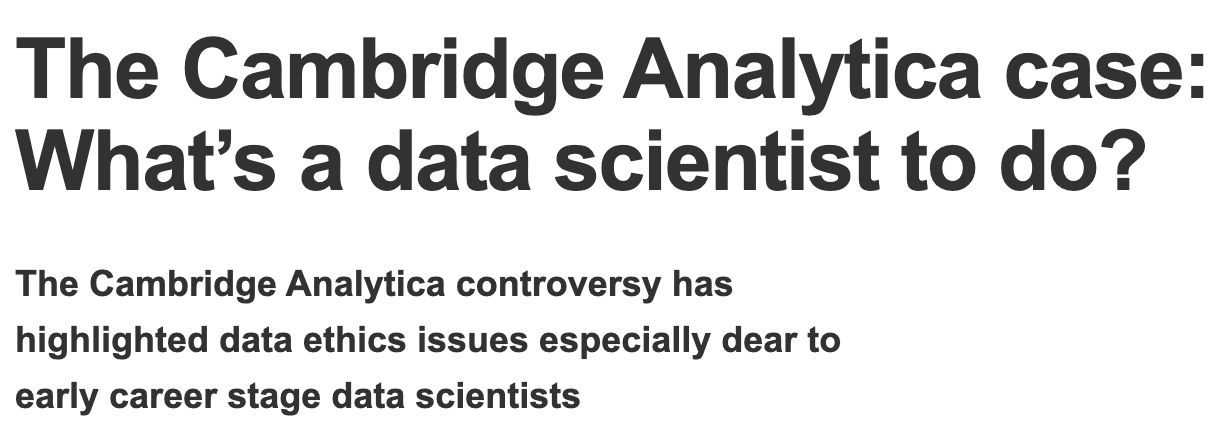 The Cambridge Analytica case:
What’s a data scientist to do?
The Cambridge Analytica controversy has
highlighted data ethics issues especially dear to
early career stage data scientists